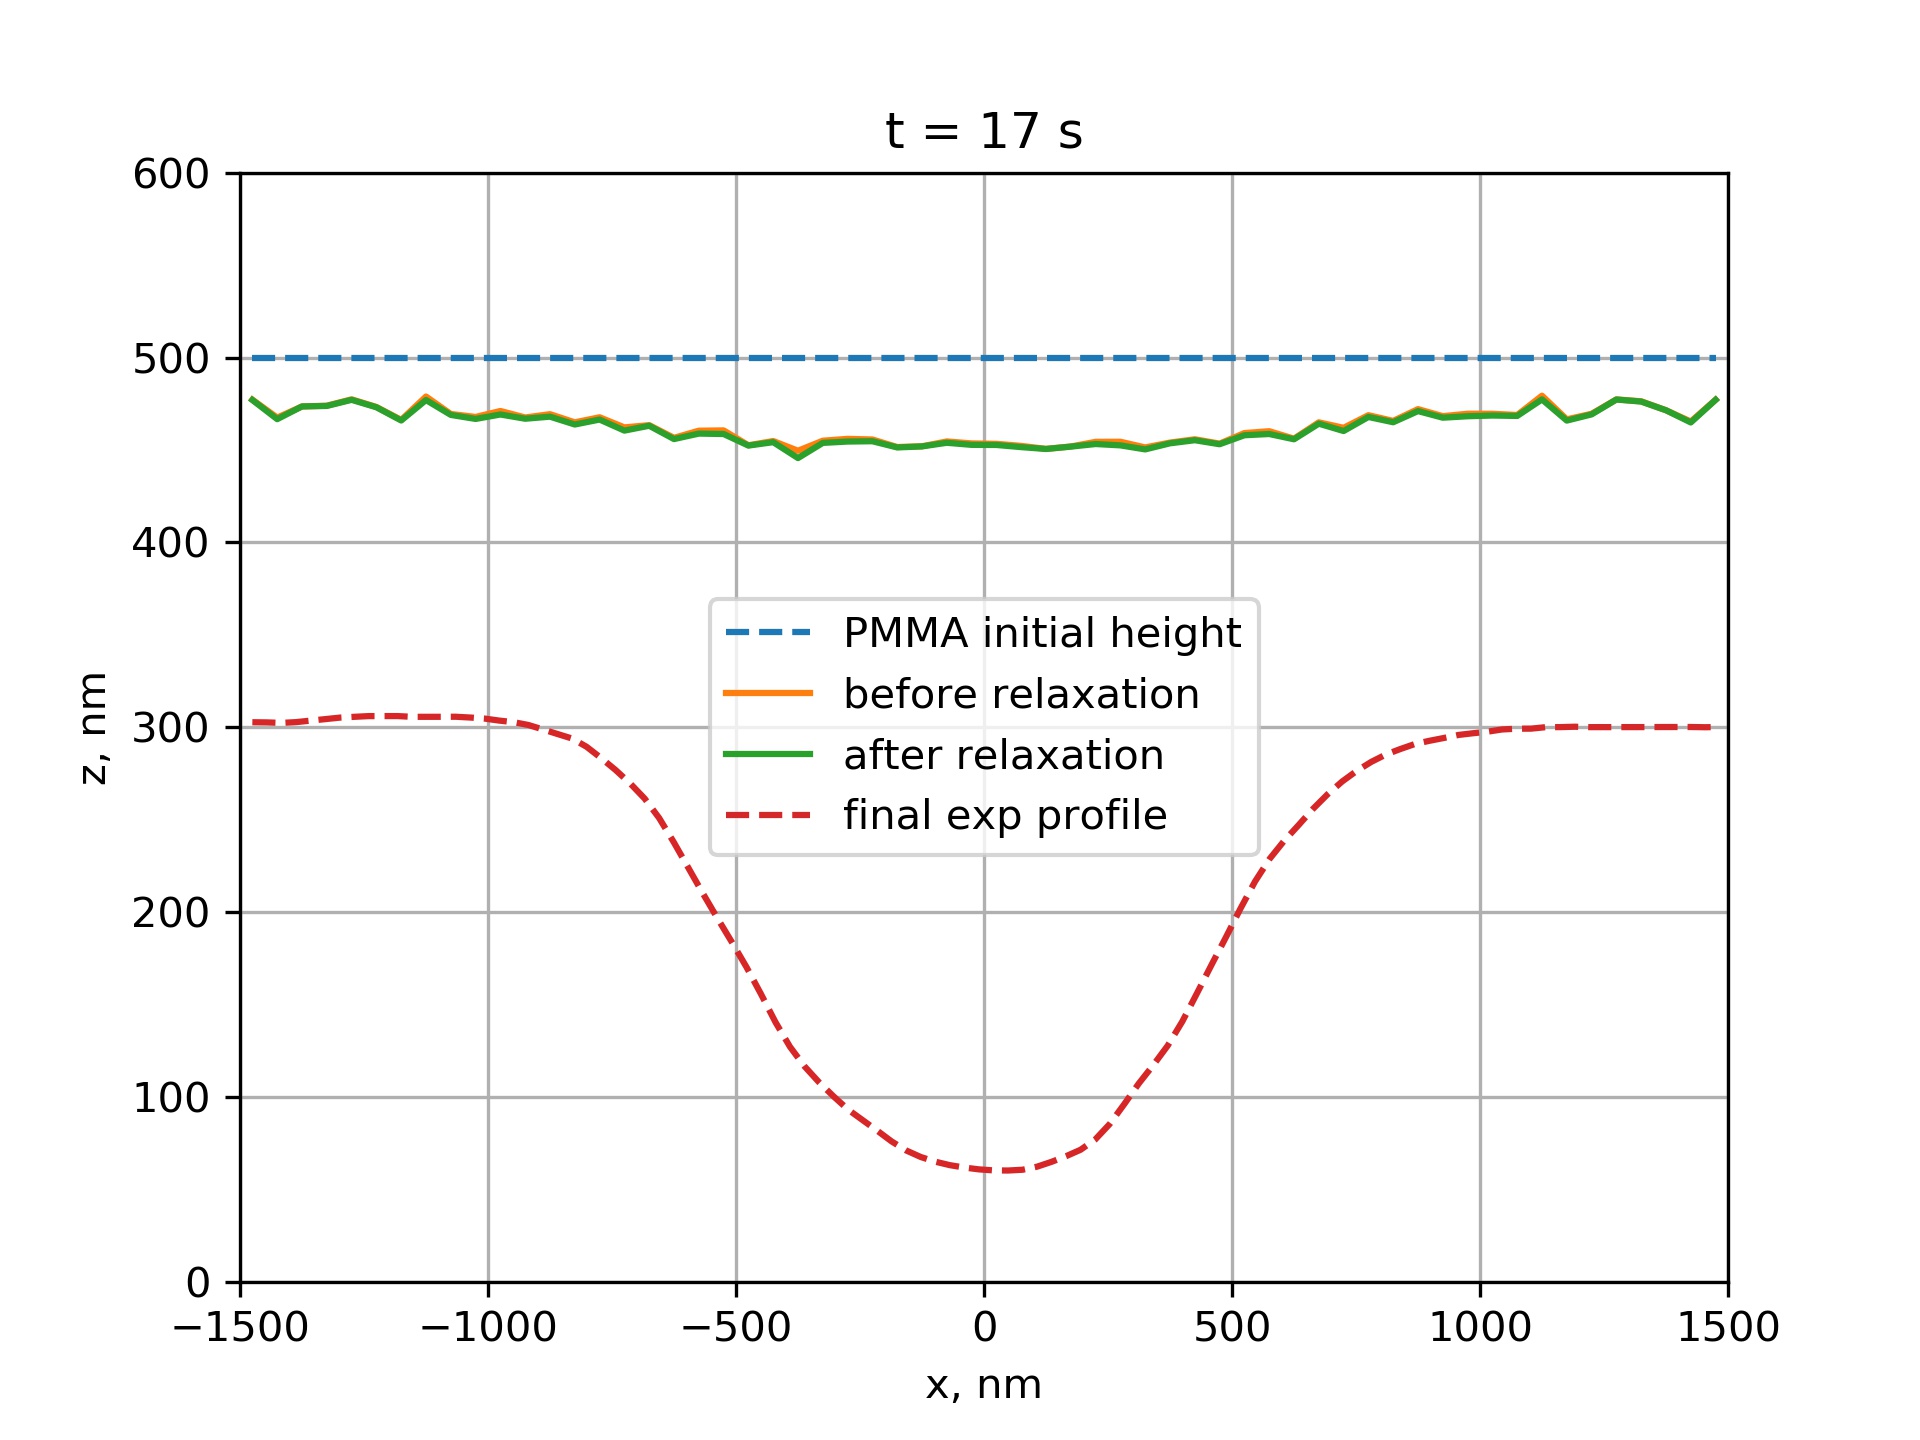 t = 17 s
600
500
400
300
200
100
0
z, nm
PMMA initial height
before relaxation
after relaxation
final exp profile
−1500 −1000 −500 0 500 1000 1500
x, nm